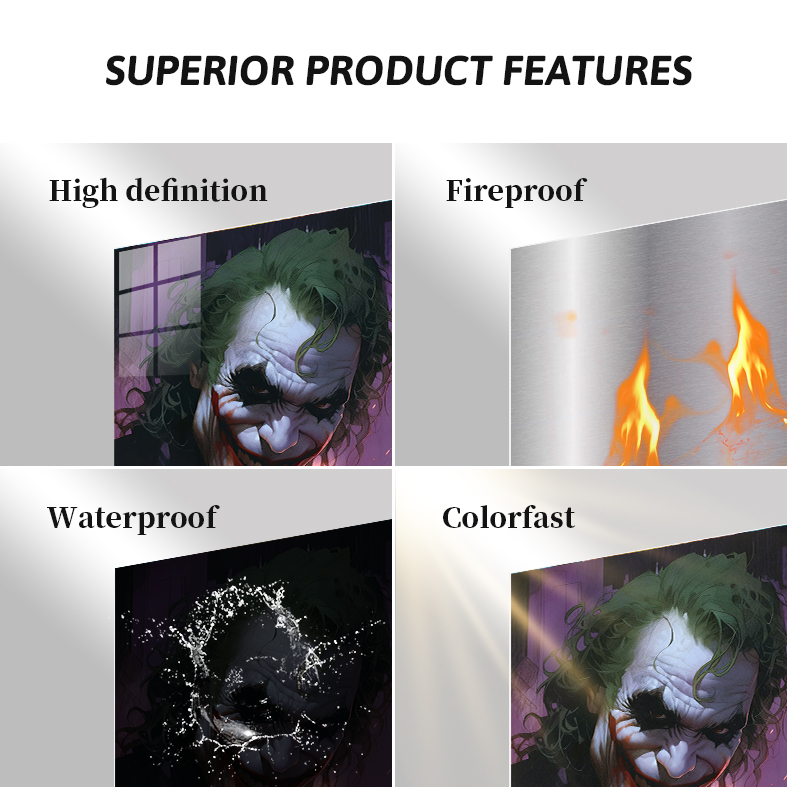 SUPERIOR PRODUCT FEATURES
High definition
Fireproof
Waterproof
Colorfast